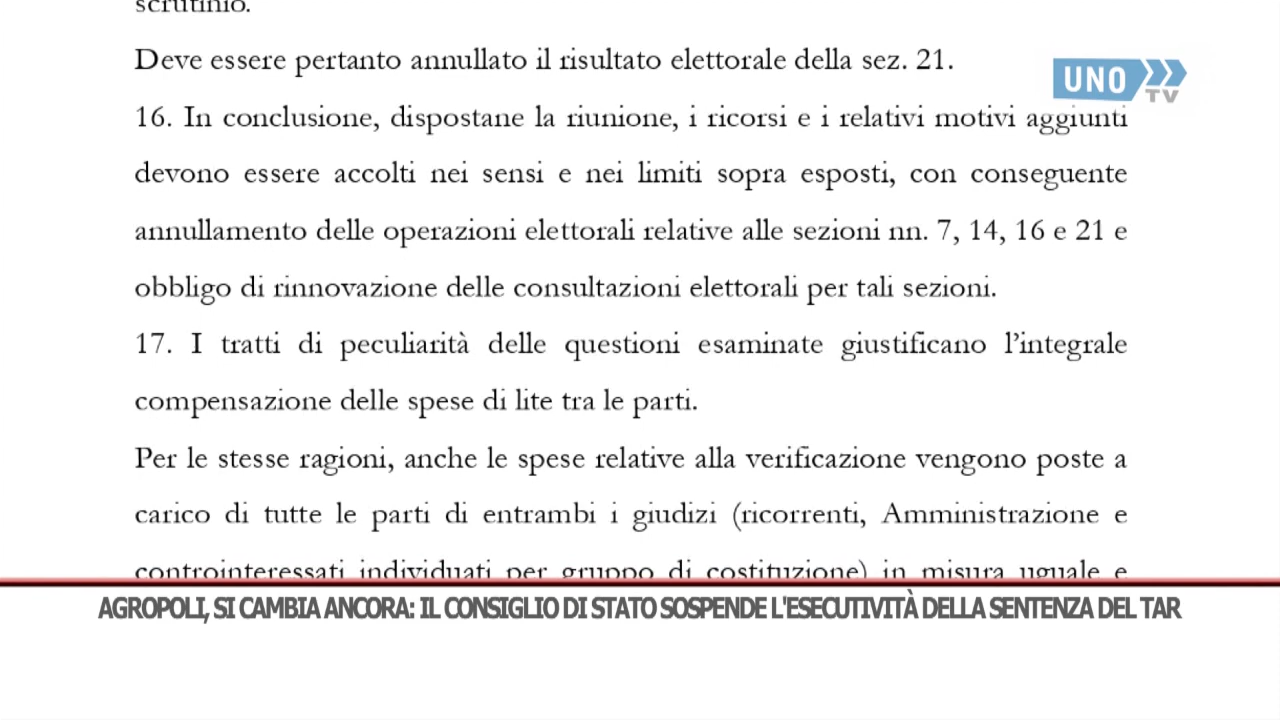 scrutinio.
Deve essere pertanto annullato il risultato elettorale della sez. 21.
UNO
TV
16. In conclusione, dispostane la riunione, i ricorsi e i relativi motivi aggiunti
devono essere accolti nei sensi e nei limiti sopra esposti, con conseguente
annullamento delle operazioni elettorali relative alle sezioni nn. 7, 14, 16 e 21 e
obbligo di rinnovazione delle consultazioni elettorali per tali sezioni.
17. I tratti di peculiarità delle questioni esaminate giustificano l’integrale
compensazione delle spese di lite tra le parti.
Per le stesse ragioni, anche le spese relative alla verificazione vengono poste a
carico di tutte le parti di entrambi i giudizi (ricorrenti, Amministrazione e
controinteressati individuati per gruppo di costituzione) in misura uguale e
AGROPOLI, SI CAMBIA ANCORA: IL CONSIGLIO DI STATO SOSPENDE L'ESECUTIVITÀ DELLA SENTENZA DEL TAR